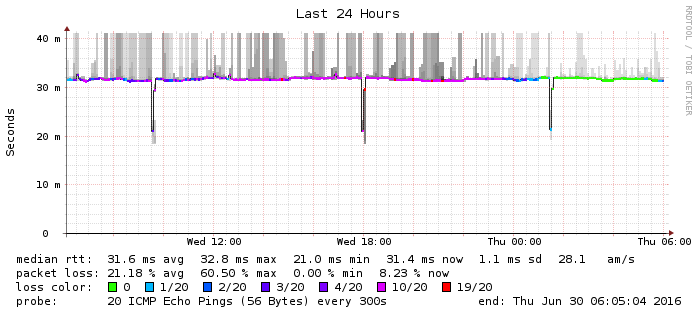 Last 24 Hours
RRDTOOL / TOBI OETIKER
Seconds
40 m
30 m
20 m
10 m
0
Wed 12:00 Wed 18:00 Thu 00:00 Thu 06:00
median rtt: 31.6 ms avg 32.8 ms max 21.0 ms min 31.4 ms now 1.1 ms sd 28.1 am/s
packet loss: 21.18 % avg 60.50 % max 0.00 % min 8.23 % now
loss color: 0 1/20 2/20 3/20 4/20 10/20 19/20
probe: 20 ICMP Echo Pings (56 Bytes) every 300s end: Thu Jun 30 06:05:04 2016